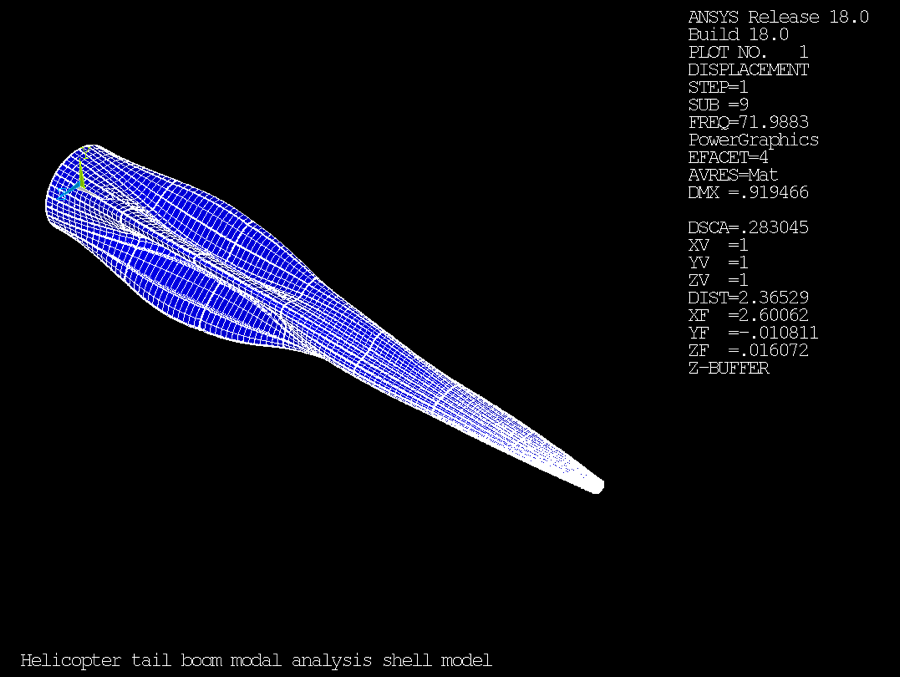 ANSYS Release 18.0
Build 18.0
PLOT NO. 1
DISPLACEMENT
STEP=1
SUB =9
FREQ=71.9883
PowerGraphics
EFACET=4
AVRES=Mat
DMX =.919466
DSCA=.283045
XV =1
YV =1
ZV =1
DIST=2.36529
XF =2.60062
YF =-.010811
ZF =.016072
Z-BUFFER
Helicopter tail boom modal analysis shell model